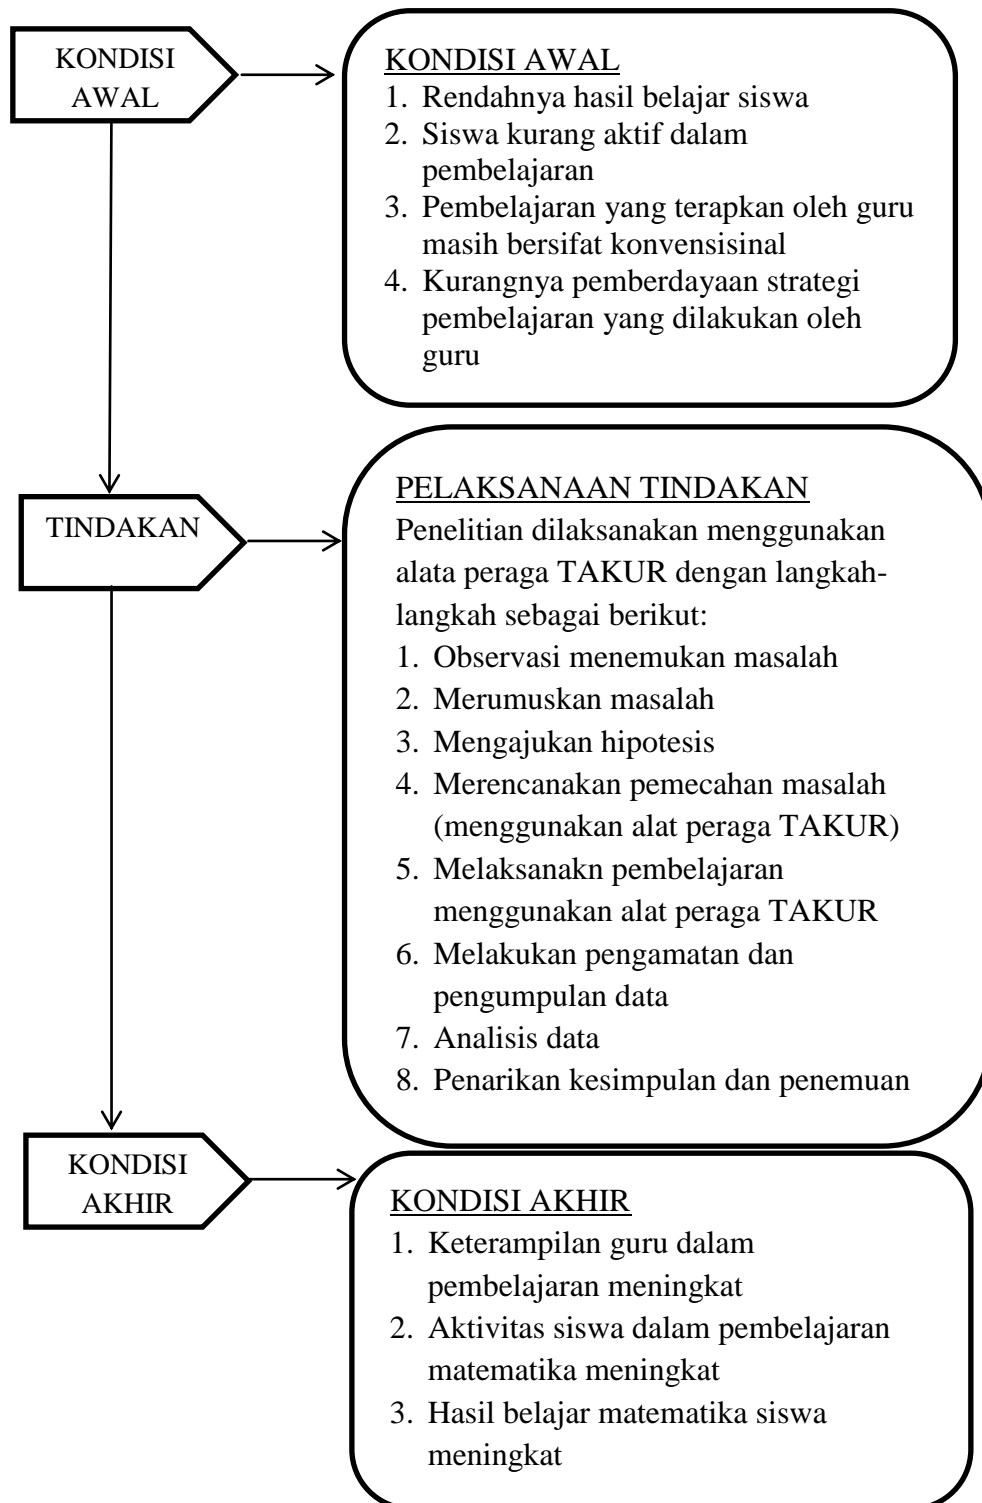 KONDISI
AWAL
KONDISI AWAL
1. Rendahnya hasil belajar siswa
2. Siswa kurang aktif dalam
pembelajaran
3. Pembelajaran yang terapkan oleh guru
masih bersifat konvensisinal
4. Kurangnya pemberdayaan strategi
pembelajaran yang dilakukan oleh
guru
TINDAKAN
PELAKSANAAN TINDAKAN
Penelitian dilaksanakan menggunakan
alata peraga TAKUR dengan langkah-
langkah sebagai berikut:
1. Observasi menemukan masalah
2. Merumuskan masalah
3. Mengajukan hipotesis
4. Merencanakan pemecahan masalah
(menggunakan alat peraga TAKUR)
5. Melaksanakn pembelajaran
menggunakan alat peraga TAKUR
6. Melakukan pengamatan dan
pengumpulan data
7. Analisis data
8. Penarikan kesimpulan dan penemuan
KONDISI
AKHIR
KONDISI AKHIR
1. Keterampilan guru dalam
pembelajaran meningkat
2. Aktivitas siswa dalam pembelajaran
matematika meningkat
3. Hasil belajar matematika siswa
meningkat